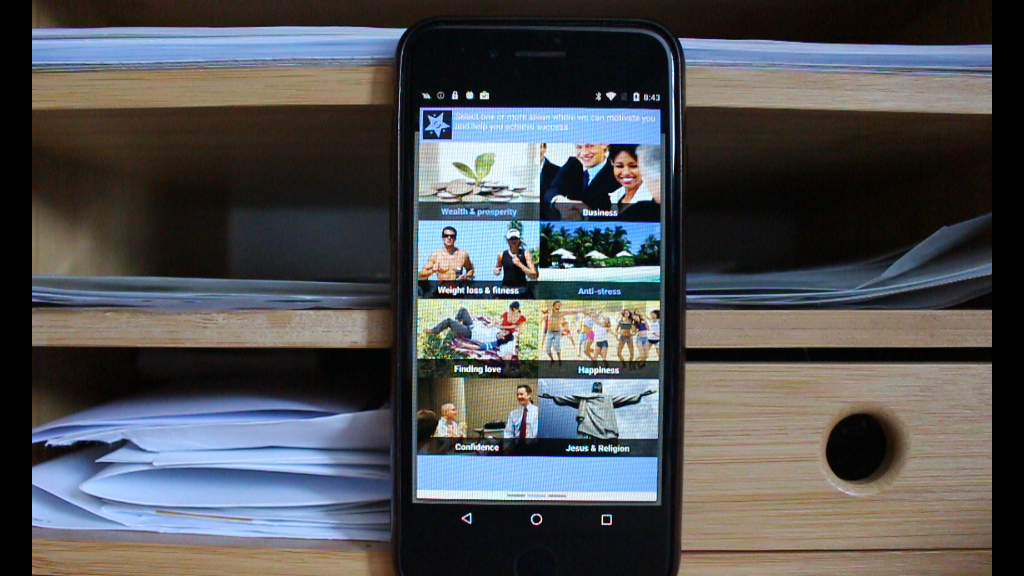 8:43
Select one or more areas where we can motivate you
and help you achieve success
Wealth & prosperity
Business
Weight loss & fitness
Anti-stress
Finding love
Happiness
Confidence
Jesus & Religion